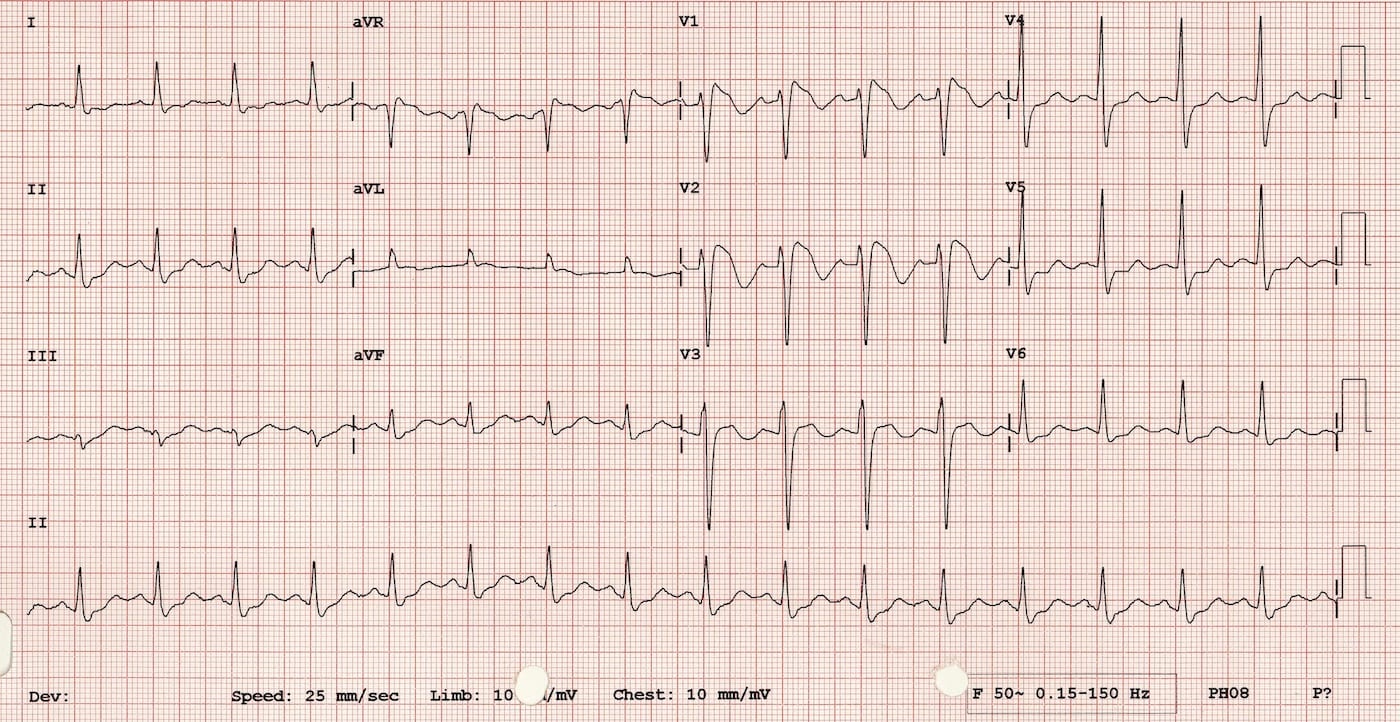 I aVR V1 V4
II aVL V2 V5
III aVF V3 V6
II
Dev: Speed: 25 mm/sec Limb: 10 /mV Chest: 10 mm/mV F 50~ 0.15-150 Hz PH08 P?